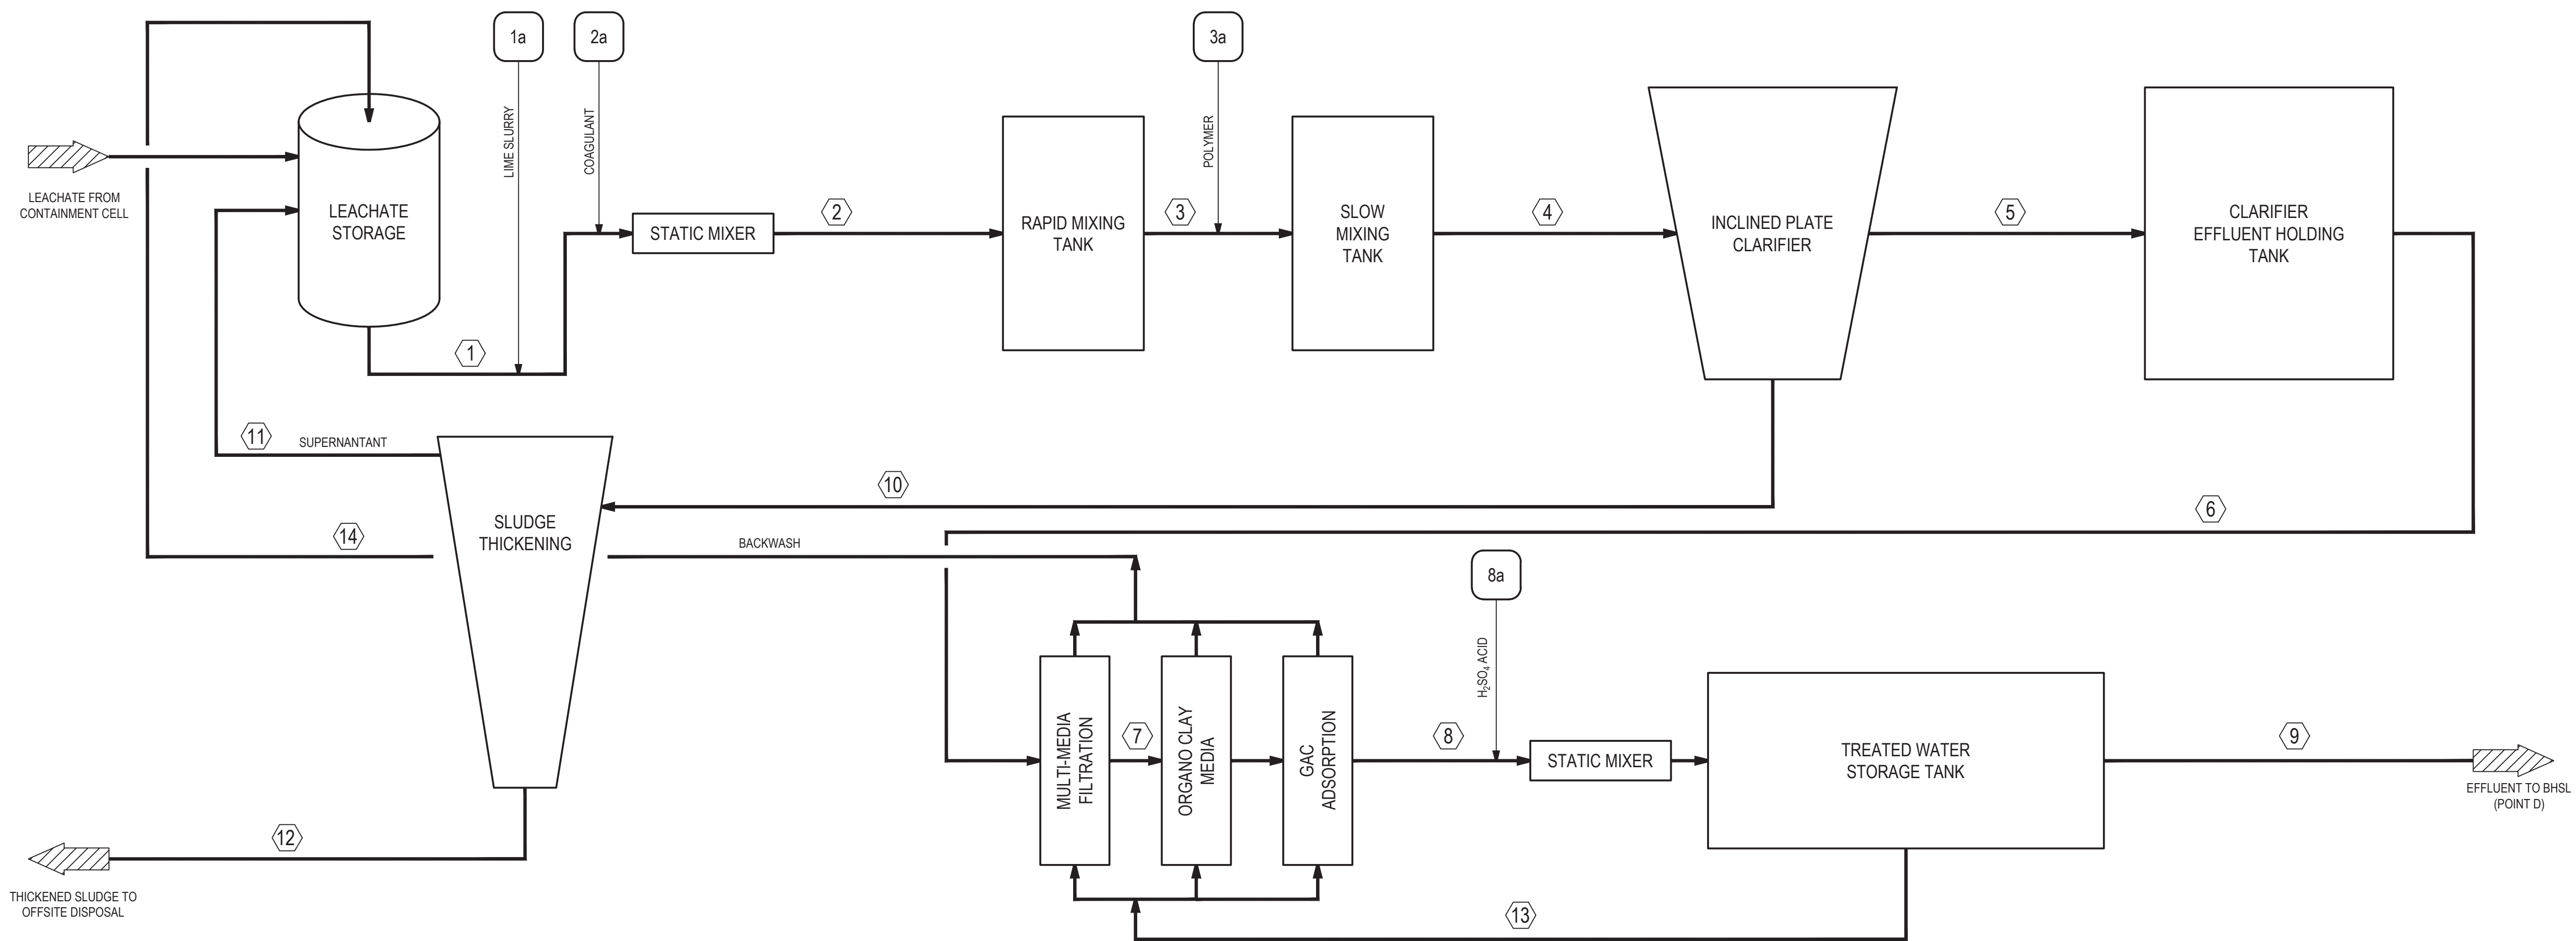 1a
2a
3a
LIME SLURRY
COAGULANT
POLYMER
LEACHATE FROM
CONTAINMENT CELL
LEACHATE
STORAGE
STATIC MIXER
2
RAPID MIXING
TANK
3
SLOW
MIXING
TANK
4
INCLINED PLATE
CLARIFIER
5
CLARIFIER
EFFLUENT HOLDING
TANK
1
11
SUPERNANTANT
10
6
14
SLUDGE
THICKENING
BACKWASH
8a
H₂SO₄ ACID
MULTI-MEDIA
FILTRATION
7
ORGANO CLAY
MEDIA
GAC
ADSORPTION
8
STATIC MIXER
TREATED WATER
STORAGE TANK
9
EFFLUENT TO BHSL
(POINT D)
12
THICKENED SLUDGE TO
OFFSITE DISPOSAL
13